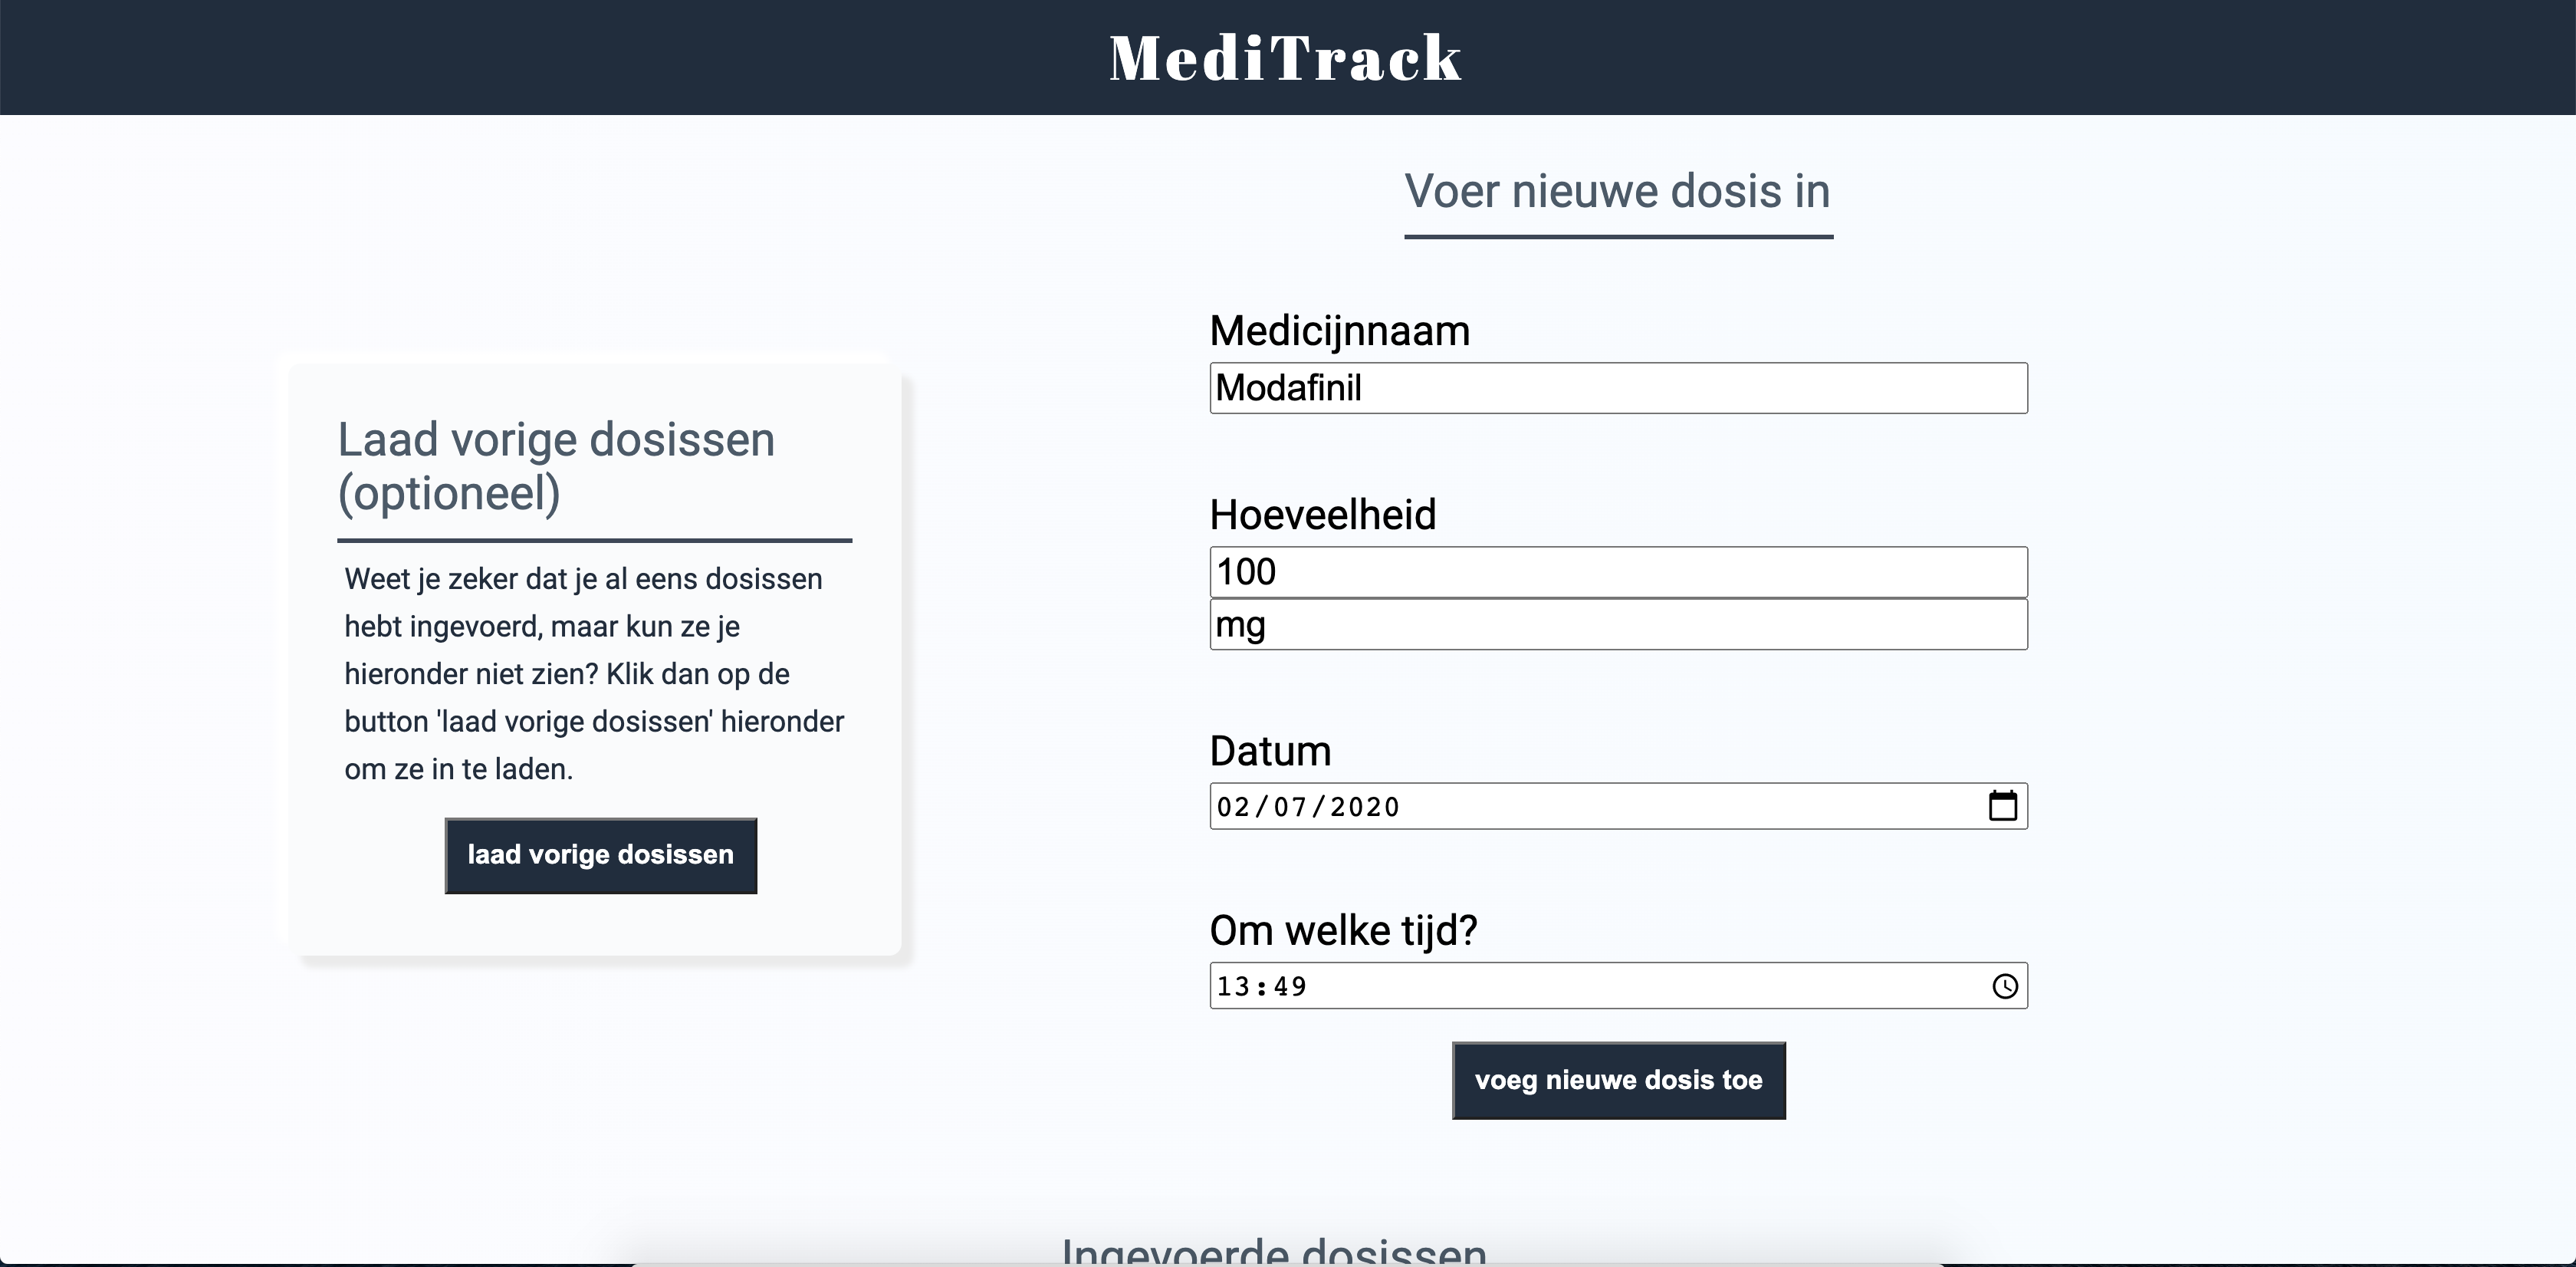 MediTrack
Laad vorige dosissen
(optioneel)
Weet je zeker dat je al eens dosissen
hebt ingevoerd, maar kun ze je
hieronder niet zien? Klik dan op de
button 'laad vorige dosissen' hieronder
om ze in te laden.
laad vorige dosissen
Voer nieuwe dosis in
Medicijnnaam
Modafinil
Hoeveelheid
100
mg
Datum
02/07/2020
Om welke tijd?
13:49
voeg nieuwe dosis toe
Ingevoerde dosissen